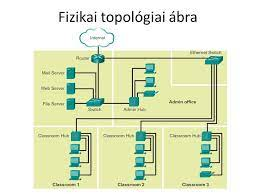 Fizikai topológiai ábra
Internet
Ethernet Switch
Router
Mail Server
Web Server
File Server
Switch
Admin Hub
Admin office
Classroom Hub
Classroom Hub
Classroom Hub
Classroom 1
Classroom 2
Classroom 3